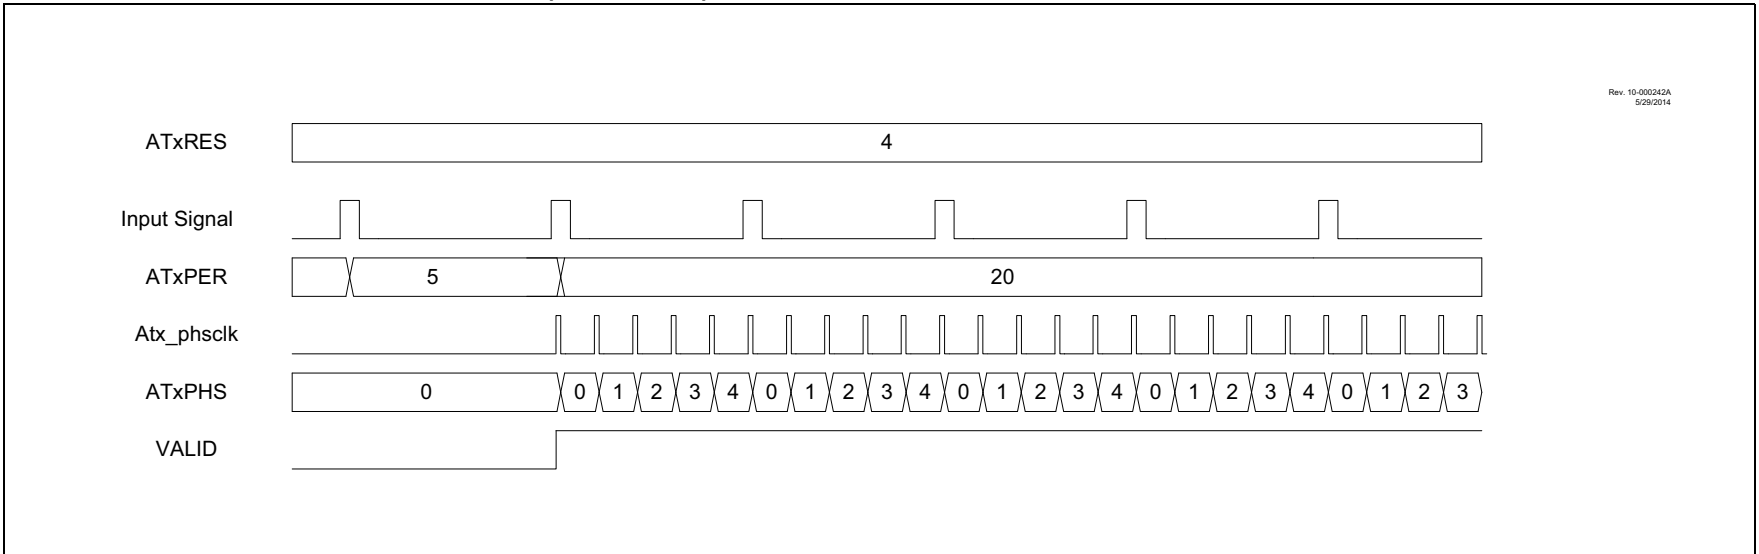 Rev. 10-000242A
5/29/2014
ATxRES 4
Input Signal
ATxPER 5 20
Atx_phsclk
ATxPHS 0 0 1 2 3 4 0 1 2 3 4 0 1 2 3 4 0 1 2 3 4 0 1 2 3
VALID